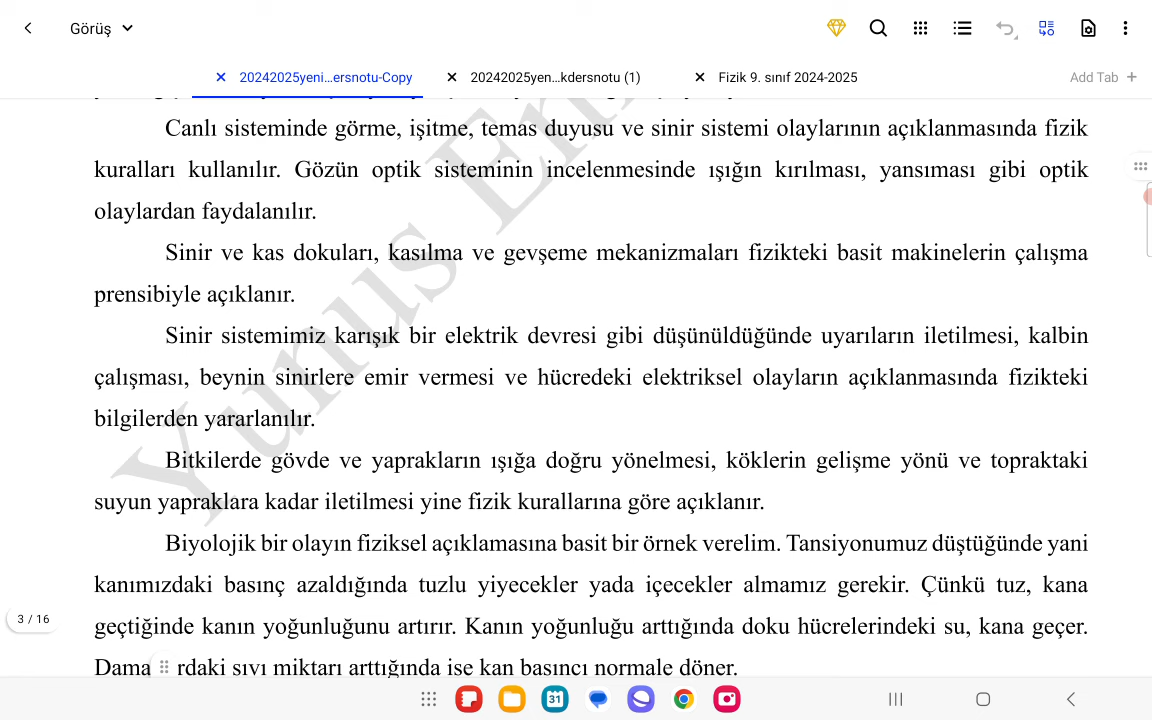 Görüş
20242025yeni...ersnotu-Copy
20242025yen...kdersnotu (1)
Fizik 9. sınıf 2024-2025
Add Tab +
Canlı sisteminde görme, işitme, temas duyusu ve sinir sistemi olaylarının açıklanmasında fizik
kuralları kullanılır. Gözün optik sisteminin incelenmesinde ışığın kırılması, yansıması gibi optik
olaylardan faydalanılır.
Sinir ve kas dokuları, kasılma ve gevşeme mekanizmaları fizikteki basit makinelerin çalışma
prensibiyle açıklanır.
Sinir sistemimiz karışık bir elektrik devresi gibi düşünüldüğünde uyarıların iletilmesi, kalbin
çalışması, beynin sinirlere emir vermesi ve hücredeki elektriksel olayların açıklanmasında fizikteki
bilgilerden yararlanılır.
Bitkilerde gövde ve yaprakların ışığa doğru yönelmesi, köklerin gelişme yönü ve topraktaki
suyun yapraklara kadar iletilmesi yine fizik kurallarına göre açıklanır.
Biyolojik bir olayın fiziksel açıklamasına basit bir örnek verelim. Tansiyonumuz düştüğünde yani
kanımızdaki basınç azaldığında tuzlu yiyecekler yada içecekler almamız gerekir. Çünkü tuz, kana
3 / 16
geçtiğinde kanın yoğunluğunu artırır. Kanın yoğunluğu arttığında doku hücrelerindeki su, kana geçer.
Dama rdaki sıvı miktarı arttığında ise kan basıncı normale döner.
Yunus
31